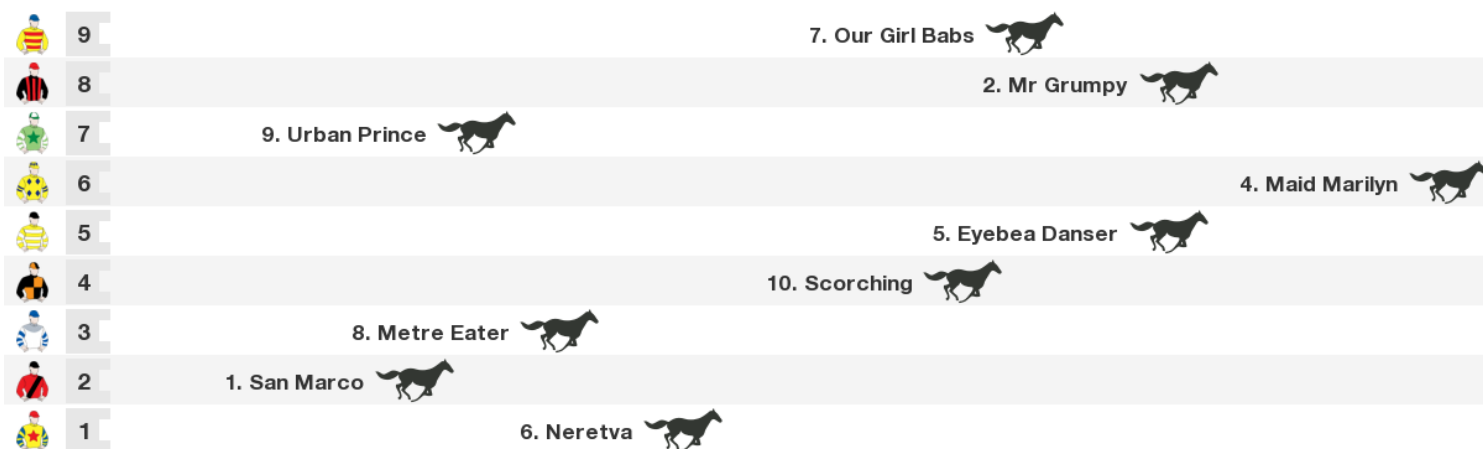 9 7. Our Girl Babs
8 2. Mr Grumpy
7 9. Urban Prince
6 4. Maid Marilyn
5 5. Eyebea Danser
4 10. Scorching
3 8. Metre Eater
2 1. San Marco
1 6. Neretva